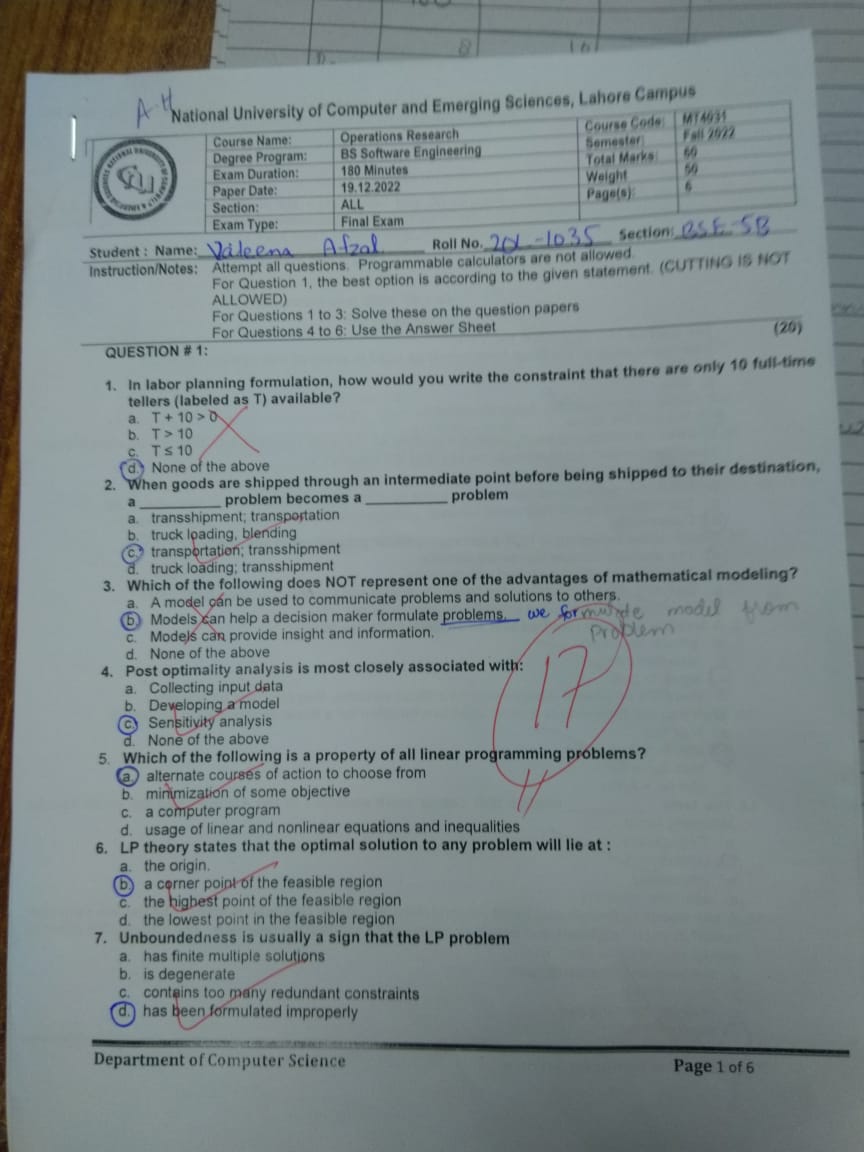 A.H
National University of Computer and Emerging Sciences, Lahore Campus
Course Name: Operations Research Course Code: MT4031
Degree Program: BS Software Engineering Semester: Fall 2022
Exam Duration: 180 Minutes Total Marks: 60
Paper Date: 19.12.2022 Weight 50
Section: ALL Page(s): 6
Exam Type: Final Exam
Student : Name: Valeena Afzal Roll No. 20L-1035 Section: BSE-5B
Instruction/Notes: Attempt all questions. Programmable calculators are not allowed.
For Question 1, the best option is according to the given statement. (CUTTING IS NOT
ALLOWED)
For Questions 1 to 3: Solve these on the question papers
For Questions 4 to 6: Use the Answer Sheet
QUESTION # 1: (20)
1. In labor planning formulation, how would you write the constraint that there are only 10 full-time
tellers (labeled as T) available?
a. T + 10 > 0
b. T > 10
c. T ≤ 10
d. None of the above
2. When goods are shipped through an intermediate point before being shipped to their destination,
a __________ problem becomes a __________ problem
a. transshipment; transportation
b. truck loading, blending
c. transportation; transshipment
d. truck loading; transshipment
3. Which of the following does NOT represent one of the advantages of mathematical modeling?
a. A model can be used to communicate problems and solutions to others.
b. Models can help a decision maker formulate problems. we formulate model from
problem
c. Models can provide insight and information.
d. None of the above
4. Post optimality analysis is most closely associated with:
a. Collecting input data
b. Developing a model
c. Sensitivity analysis
d. None of the above
17
5. Which of the following is a property of all linear programming problems?
a. alternate courses of action to choose from
b. minimization of some objective
c. a computer program
d. usage of linear and nonlinear equations and inequalities
6. LP theory states that the optimal solution to any problem will lie at :
a. the origin.
b. a corner point of the feasible region
c. the highest point of the feasible region
d. the lowest point in the feasible region
7. Unboundedness is usually a sign that the LP problem
a. has finite multiple solutions
b. is degenerate
c. contains too many redundant constraints
d. has been formulated improperly
Department of Computer Science Page 1 of 6